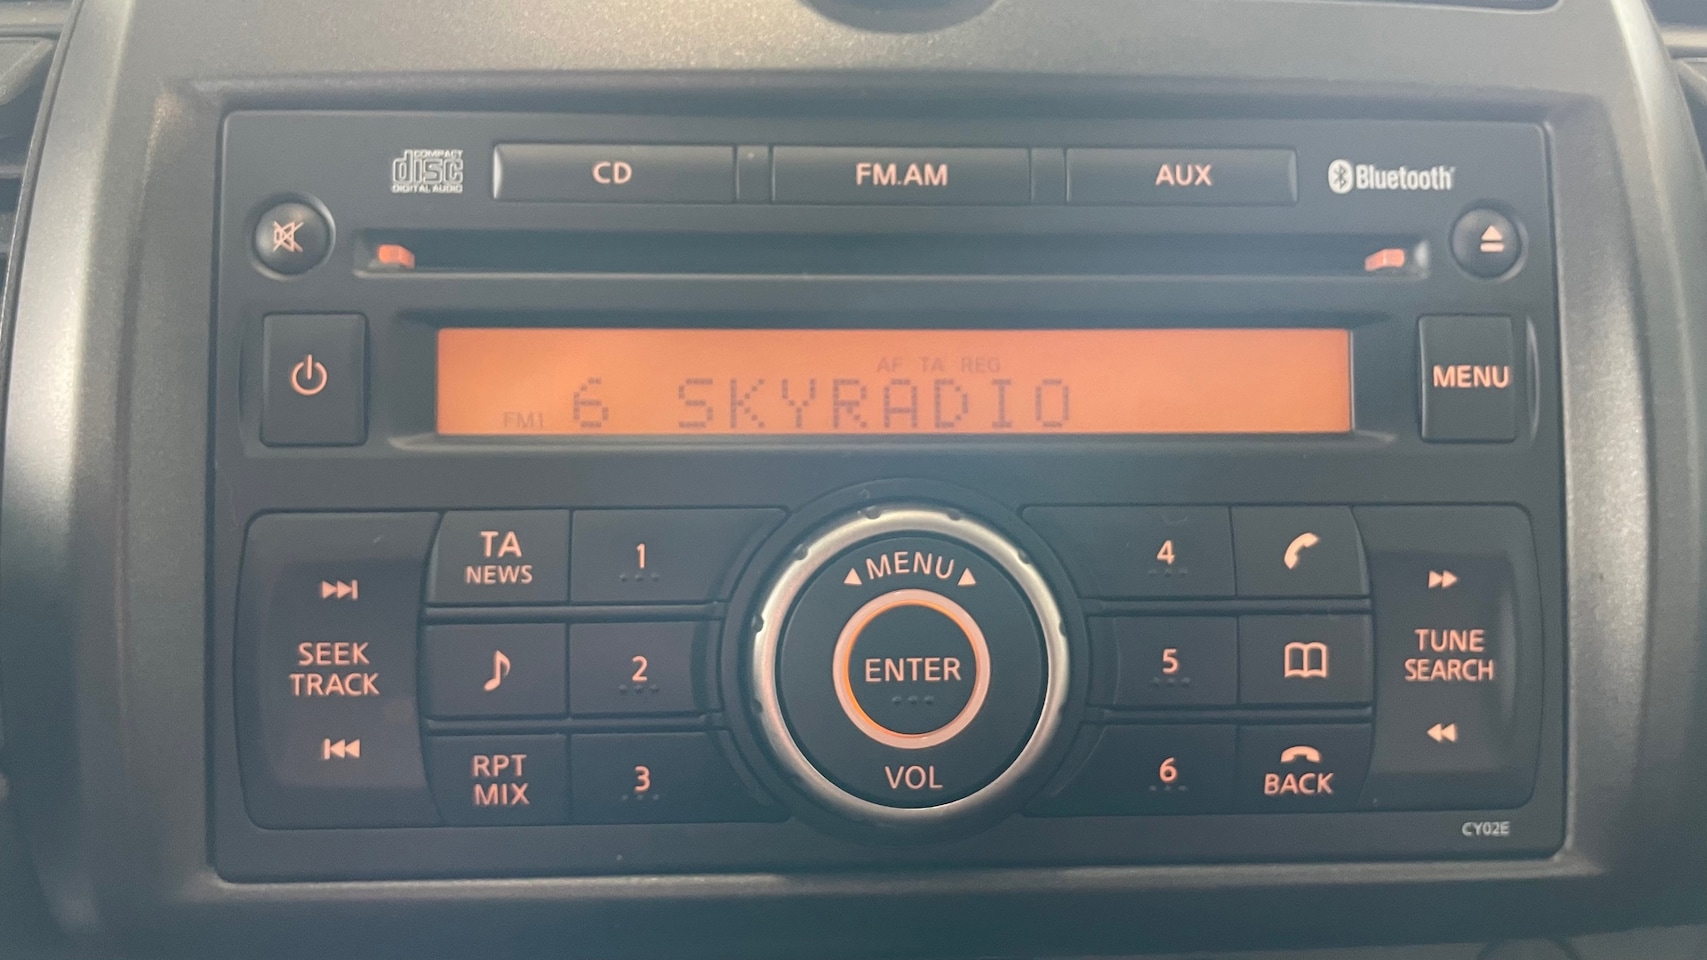 COMPACT
disc
DIGITAL AUDIO
CD
FM.AM
AUX
Bluetooth
AF TA REG
FM1 6 SKYRADIO
MENU
SEEK
TRACK
TA
NEWS
1
2
RPT
MIX
3
MENU
ENTER
VOL
4
5
6
BACK
TUNE
SEARCH
CY02E